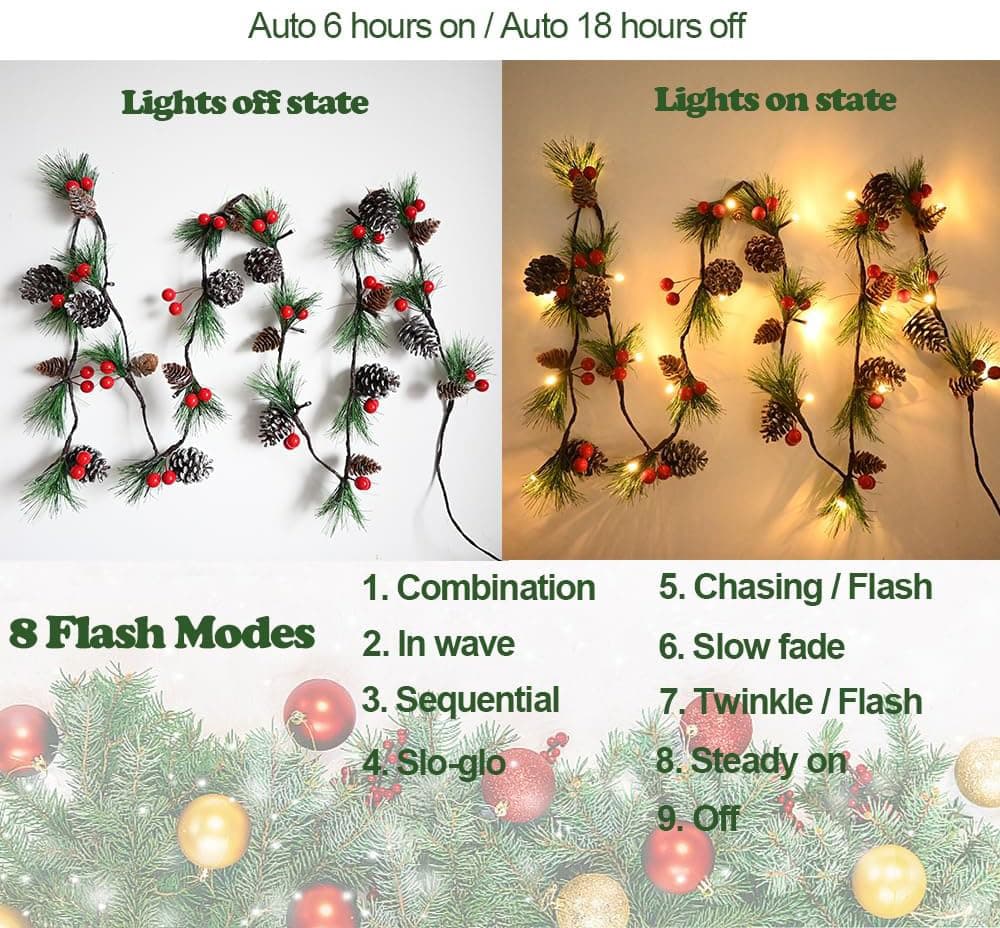 Auto 6 hours on / Auto 18 hours off
Lights off state
Lights on state
8 Flash Modes
1. Combination
2. In wave
3. Sequential
4. Slo-glo
5. Chasing / Flash
6. Slow fade
7. Twinkle / Flash
8. Steady on
9. Off